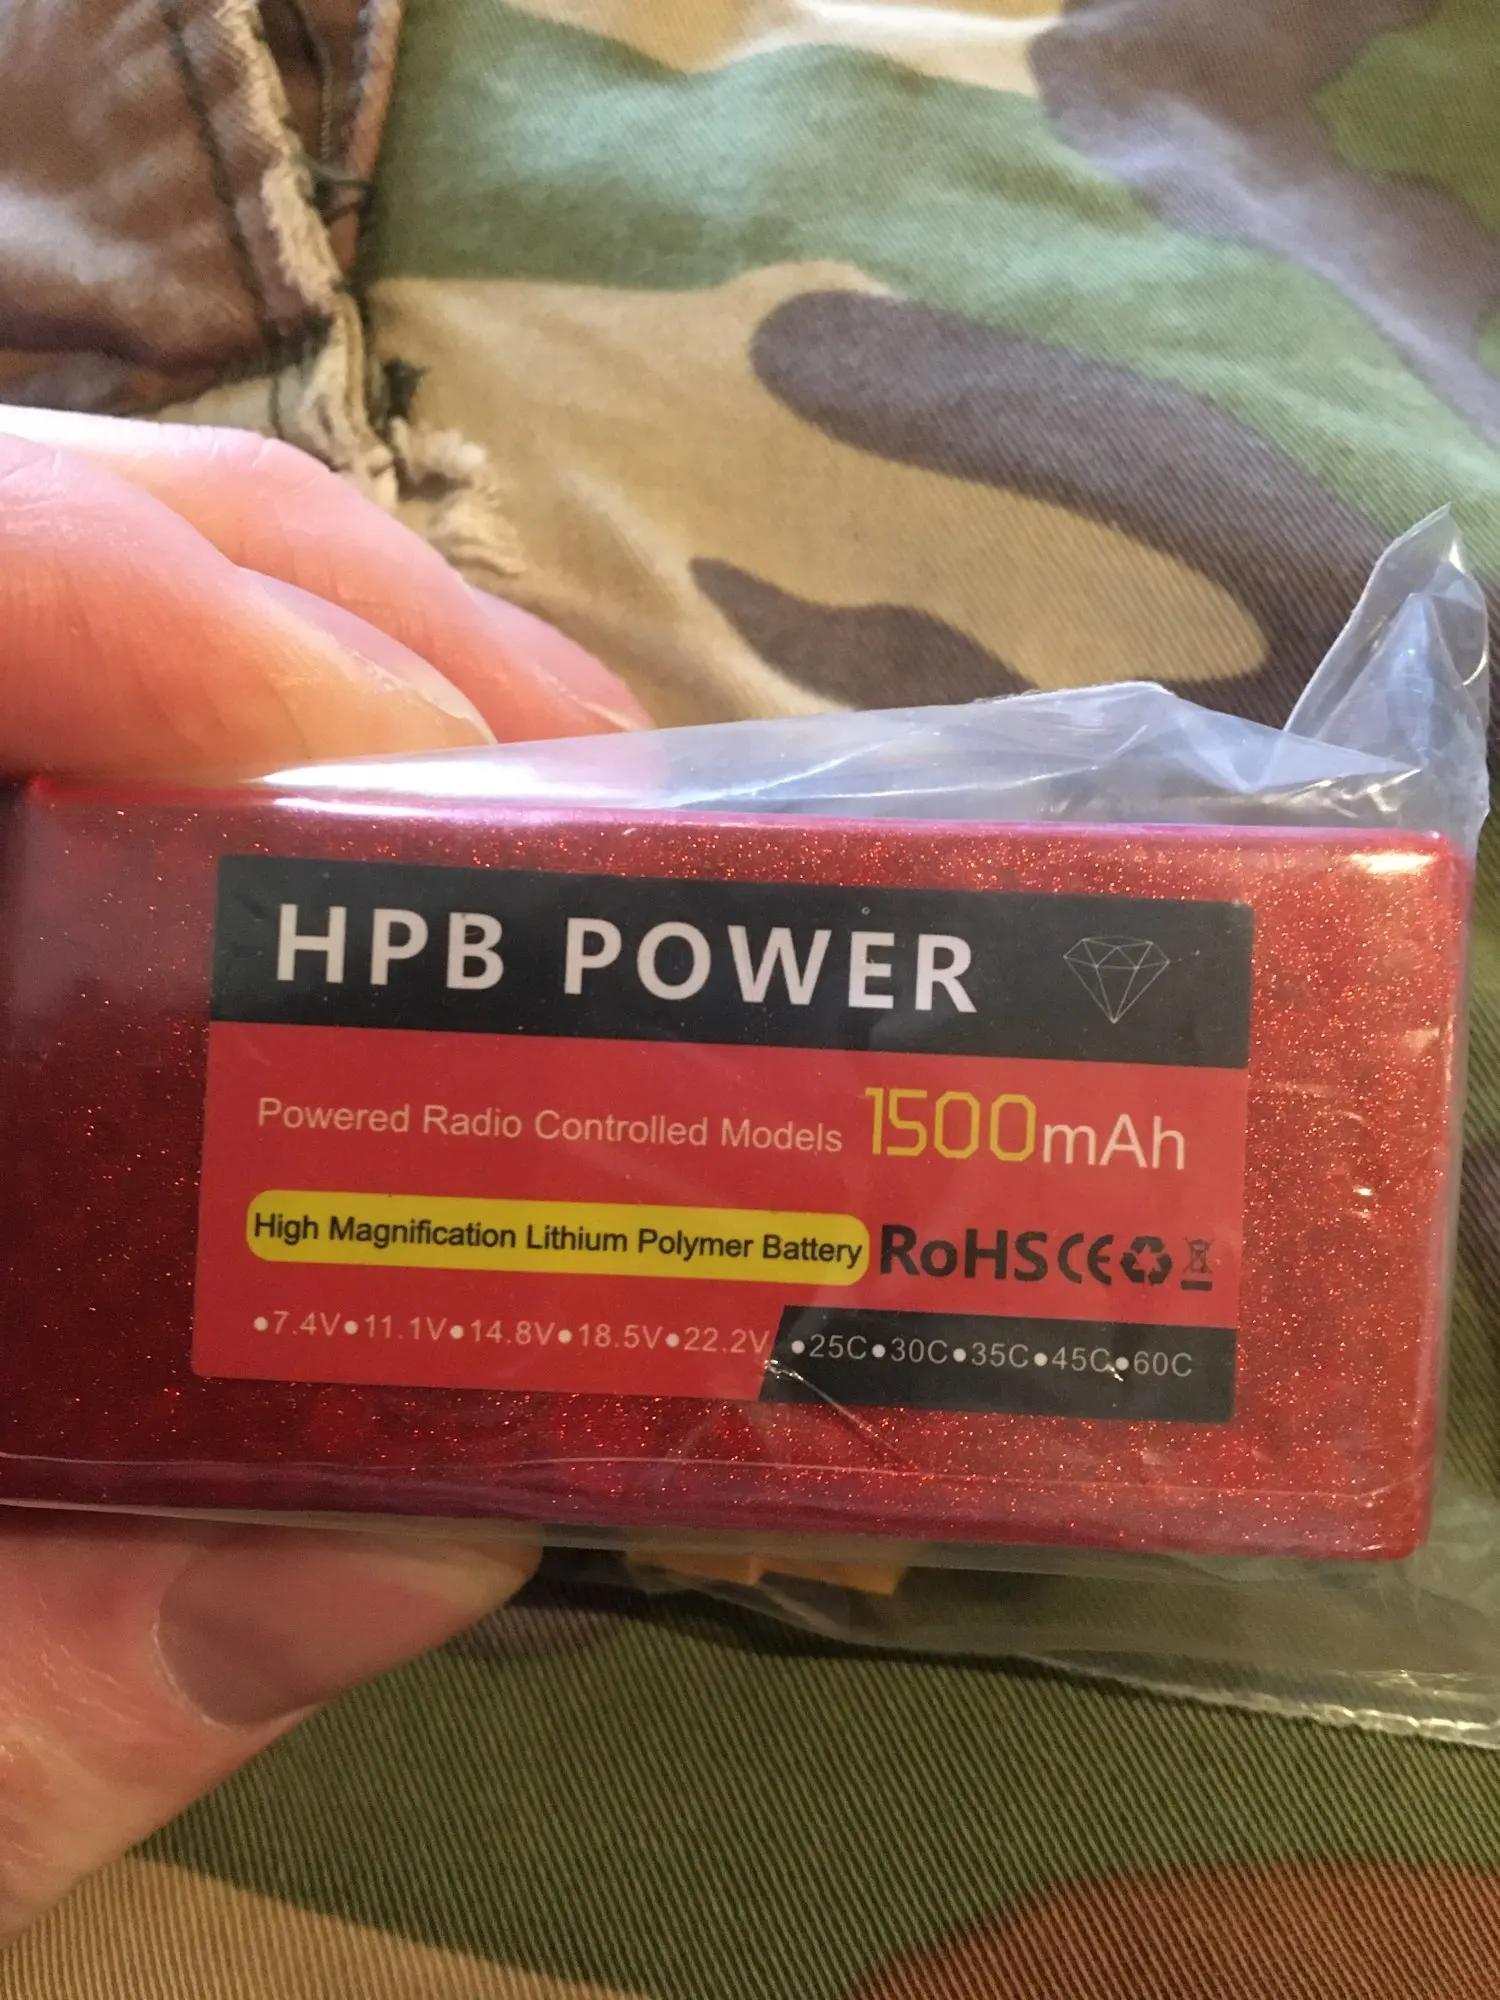 HPB POWER
Powered Radio Controlled Models 1500mAh
High Magnification Lithium Polymer Battery RoHS CE
•7.4V•11.1V•14.8V•18.5V•22.2V •25C•30C•35C•45C•60C